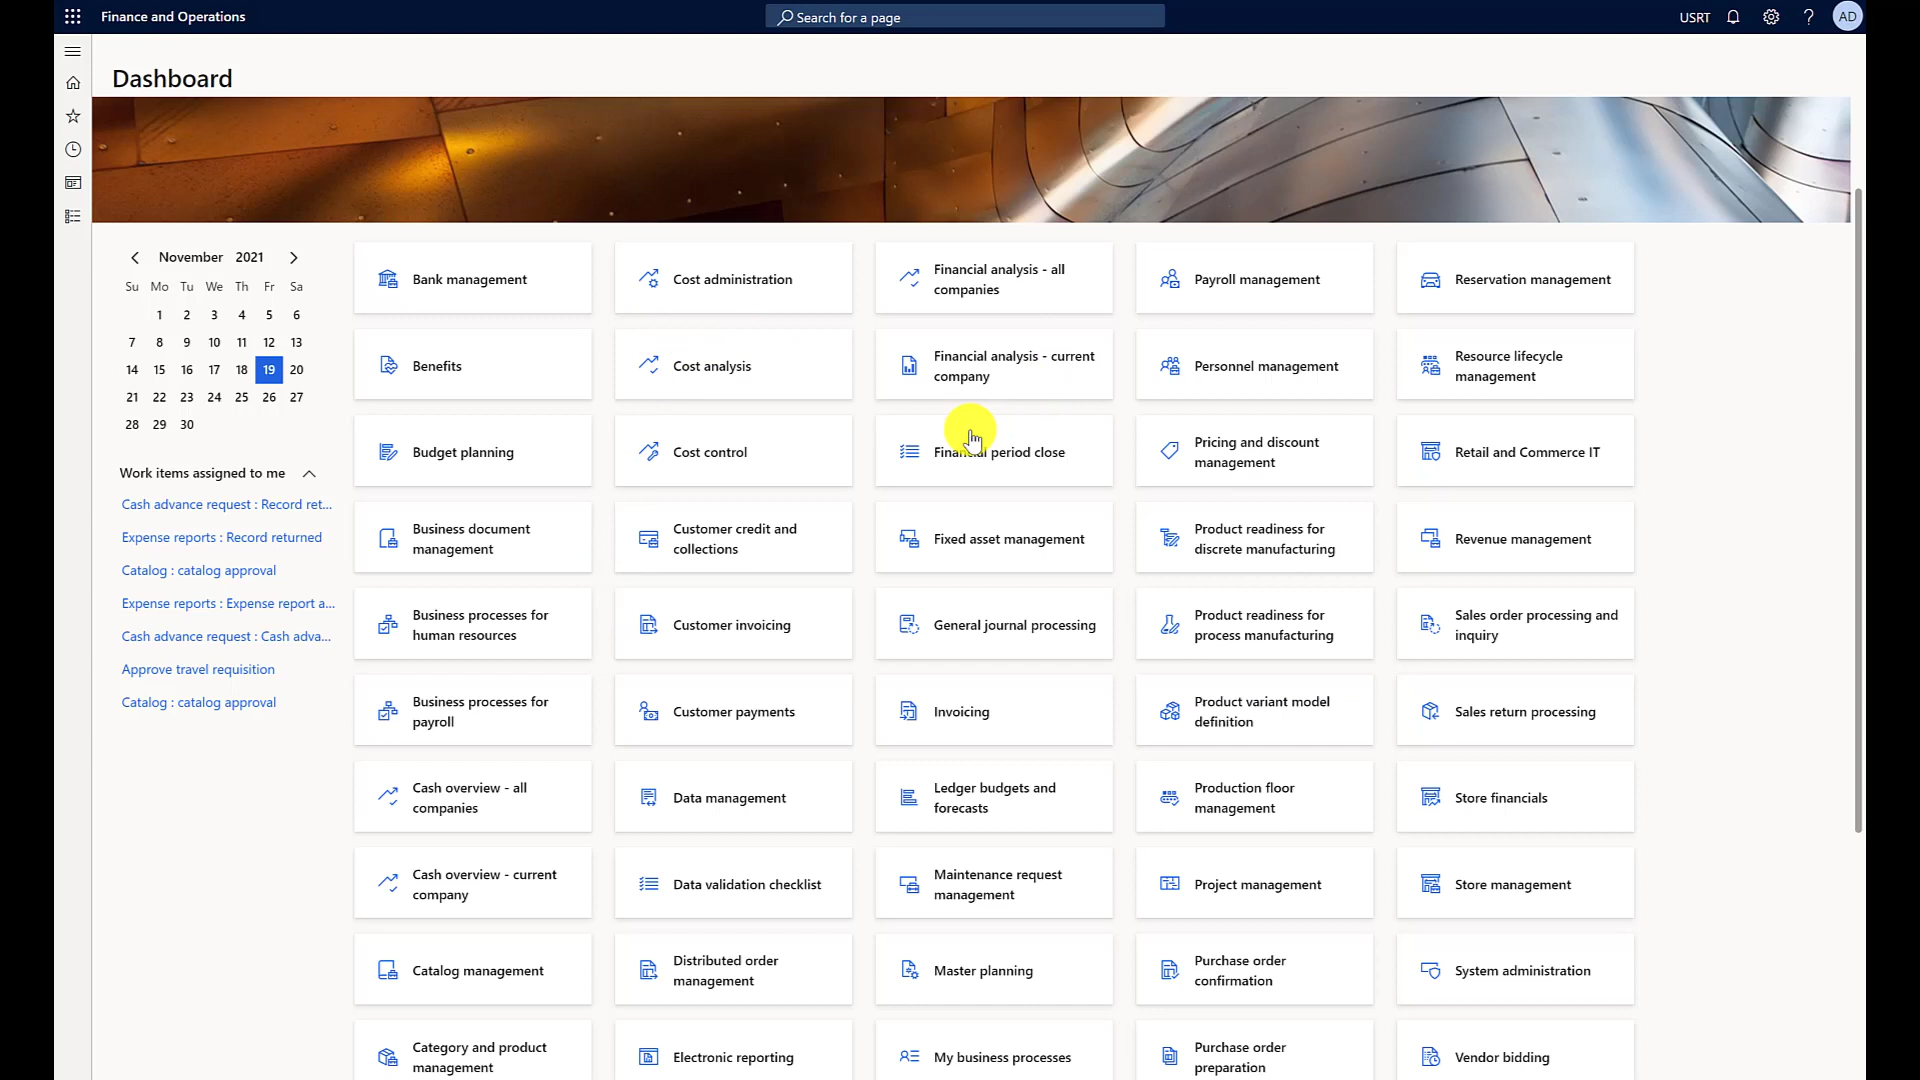 Finance and Operations
Search for a page
USRT
AD
Dashboard
November 2021
Su Mo Tu We Th Fr Sa
1 2 3 4 5 6
7 8 9 10 11 12 13
14 15 16 17 18 19 20
21 22 23 24 25 26 27
28 29 30
Work items assigned to me
Cash advance request : Record ret...
Expense reports : Record returned
Catalog : catalog approval
Expense reports : Expense report a...
Cash advance request : Cash adva...
Approve travel requisition
Catalog : catalog approval
Bank management
Benefits
Budget planning
Business document
management
Business processes for
human resources
Business processes for
payroll
Cash overview - all
companies
Cash overview - current
company
Catalog management
Category and product
management
Cost administration
Cost analysis
Cost control
Customer credit and
collections
Customer invoicing
Customer payments
Data management
Data validation checklist
Distributed order
management
Electronic reporting
Financial analysis - all
companies
Financial analysis - current
company
Financial period close
Fixed asset management
General journal processing
Invoicing
Ledger budgets and
forecasts
Maintenance request
management
Master planning
My business processes
Payroll management
Personnel management
Pricing and discount
management
Product readiness for
discrete manufacturing
Product readiness for
process manufacturing
Product variant model
definition
Production floor
management
Project management
Purchase order
confirmation
Purchase order
preparation
Reservation management
Resource lifecycle
management
Retail and Commerce IT
Revenue management
Sales order processing and
inquiry
Sales return processing
Store financials
Store management
System administration
Vendor bidding